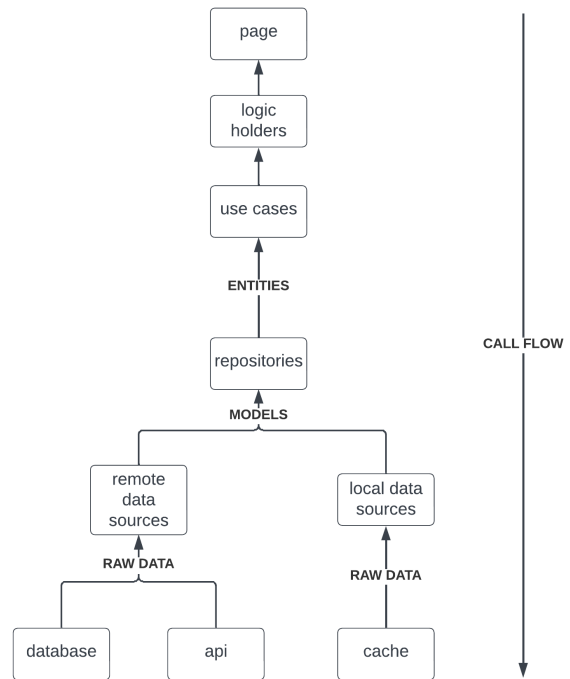 page
logic
holders
use cases
ENTITIES
CALL FLOW
repositories
MODELS
remote
data
sources
local data
sources
RAW DATA
RAW DATA
database
api
cache